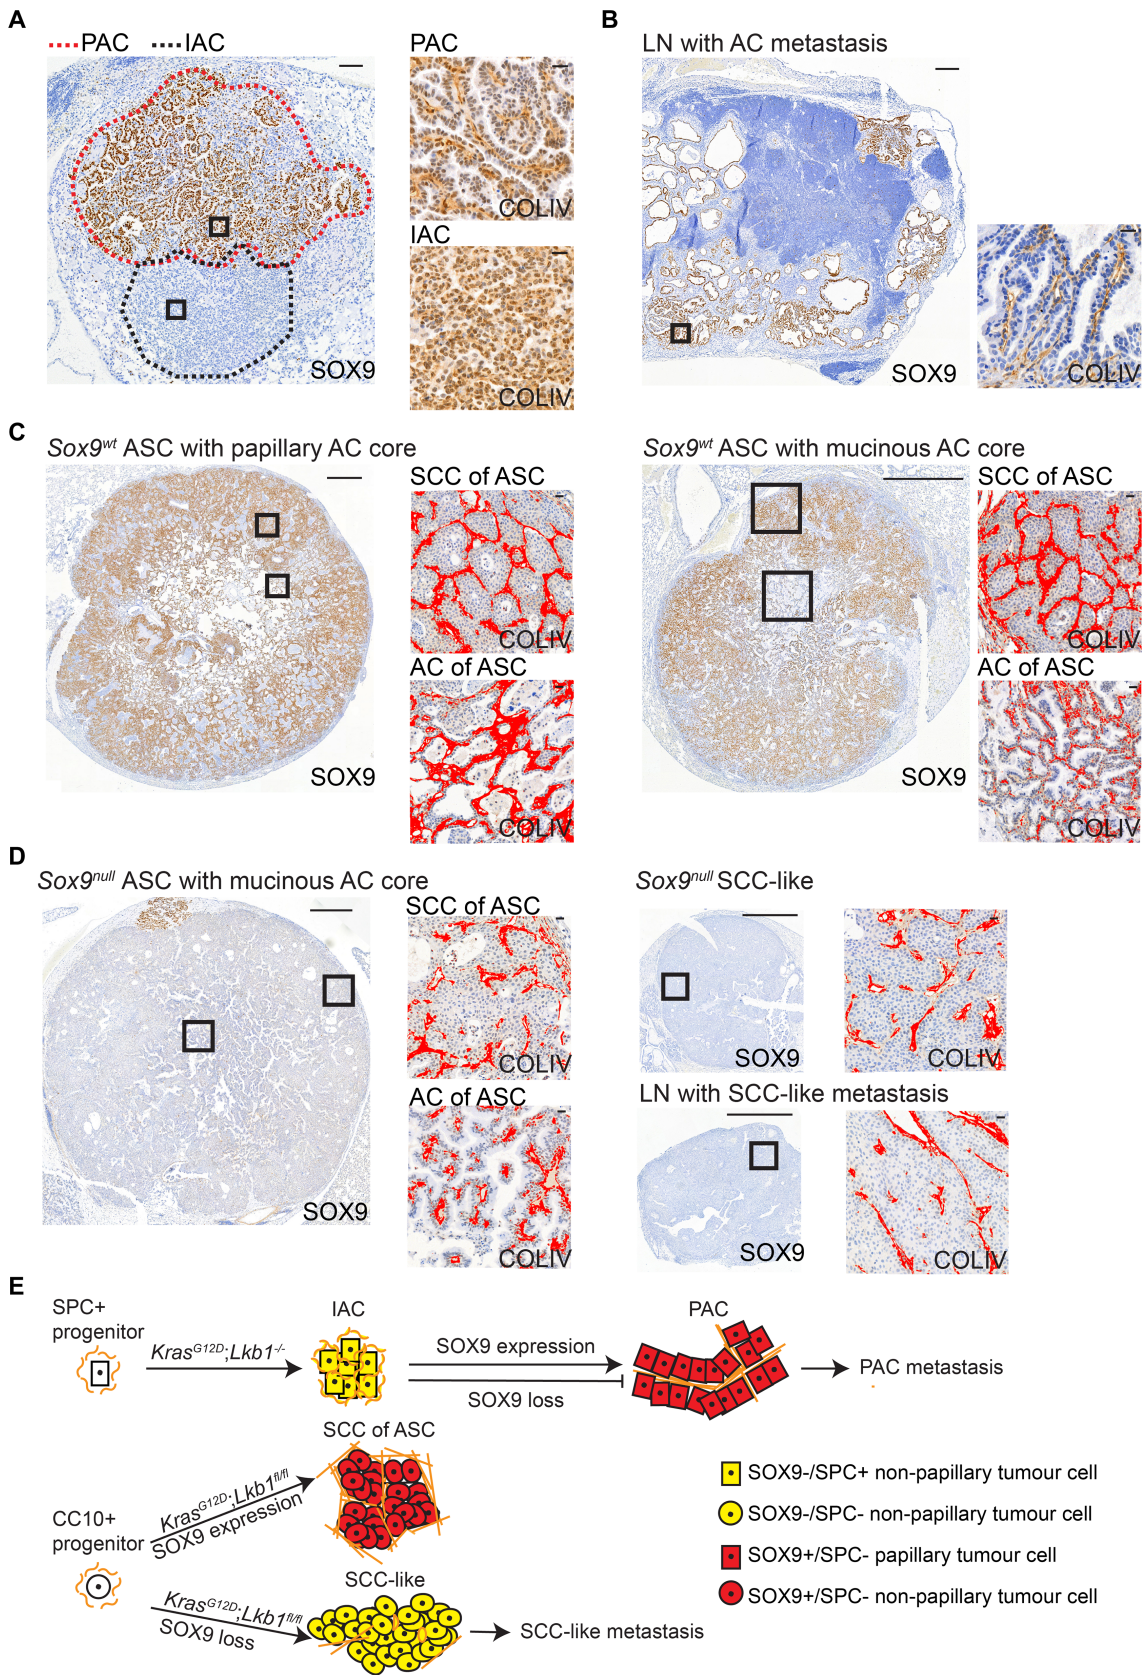 A
PAC IAC
SOX9
PAC
COLIV
IAC
COLIV
B
LN with AC metastasis
SOX9
COLIV
C
Sox9wt ASC with papillary AC core
SOX9
SCC of ASC
COLIV
AC of ASC
COLIV
Sox9wt ASC with mucinous AC core
SOX9
SCC of ASC
COLIV
AC of ASC
COLIV
D
Sox9null ASC with mucinous AC core
SOX9
SCC of ASC
COLIV
AC of ASC
COLIV
Sox9null SCC-like
SOX9
COLIV
LN with SCC-like metastasis
SOX9
COLIV
E
SPC+
progenitor
KrasG12D;Lkb1-/-
IAC
SOX9 expression
SOX9 loss
PAC
PAC metastasis
CC10+
progenitor
KrasG12D;Lkb1fl/fl
SOX9 expression
SCC of ASC
KrasG12D;Lkb1fl/fl
SOX9 loss
SCC-like
SCC-like metastasis
SOX9-/SPC+ non-papillary tumour cell
SOX9-/SPC- non-papillary tumour cell
SOX9+/SPC- papillary tumour cell
SOX9+/SPC- non-papillary tumour cell